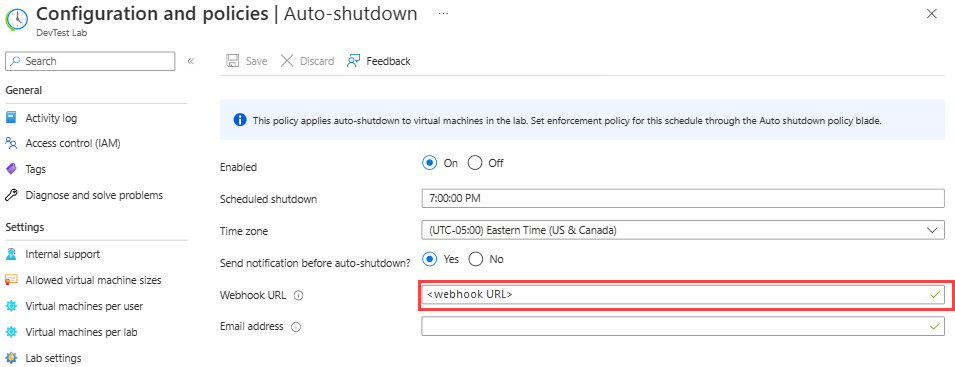 Configuration and policies | Auto-shutdown ...
DevTest Lab
Search
«
Save Discard Feedback
General
Activity log
Access control (IAM)
Tags
Diagnose and solve problems
Settings
Internal support
Allowed virtual machine sizes
Virtual machines per user
Virtual machines per lab
Lab settings
This policy applies auto-shutdown to virtual machines in the lab. Set enforcement policy for this schedule through the Auto shutdown policy blade.
Enabled On Off
Scheduled shutdown 7:00:00 PM
Time zone (UTC-05:00) Eastern Time (US & Canada)
Send notification before auto-shutdown? Yes No
Webhook URL <webhook URL>
Email address